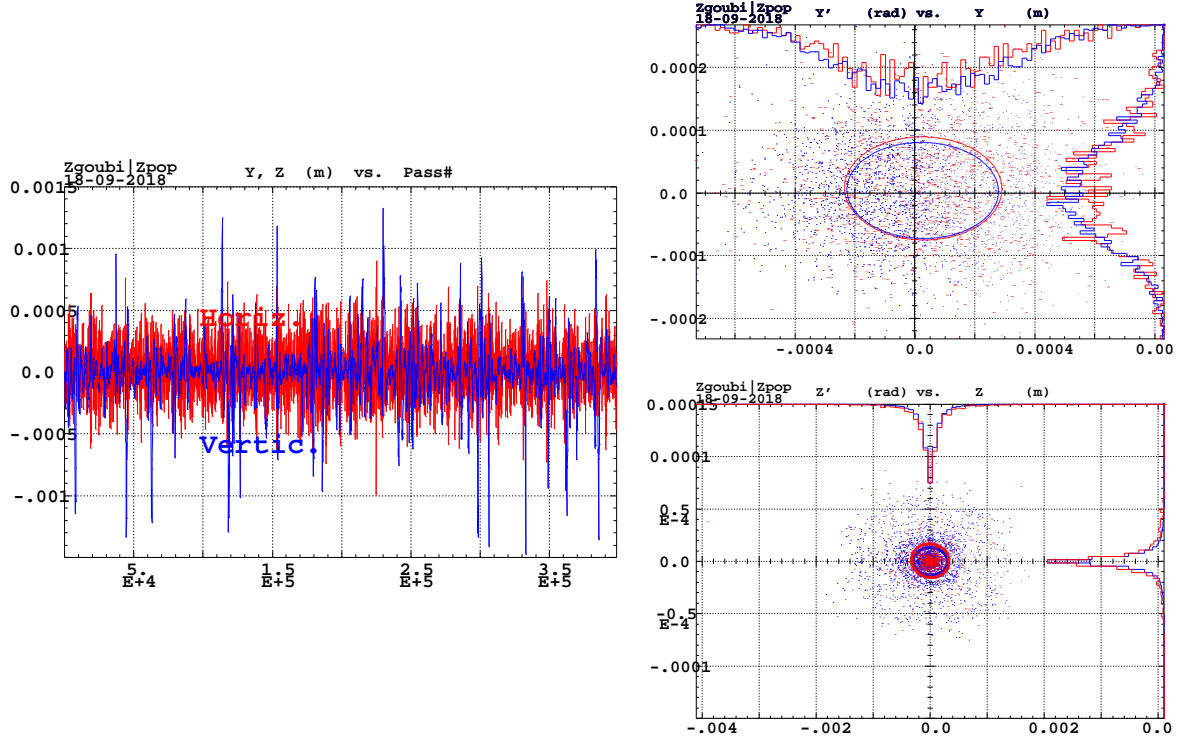 Zgoubi|Zpop
18-09-2018
Y, Z (m) vs. Pass#
0.0015
0.001
0.0005
0.0
-.0005
-.001
Horiz.
Vertic.
5.
E+4
1.5
E+5
2.5
E+5
3.5
E+5
Zgoubi|Zpop
18-09-2018
Y' (rad) vs. Y (m)
0.0002
0.0001
0.0
-.0001
-.0002
-.0004
0.0
0.0004
0.00
Zgoubi|Zpop
18-09-2018
Z' (rad) vs. Z (m)
0.00015
0.0001
0.5
E-4
0.0
-0.5
E-4
-.0001
-.004
-.002
0.0
0.002
0.0